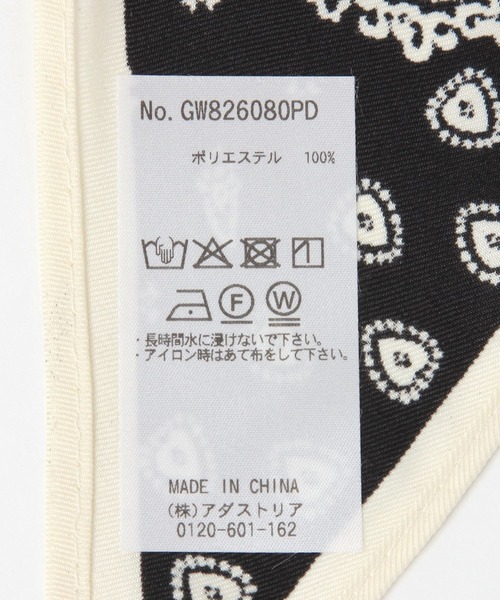 No. GW826080PD
ポリエステル 100%
F W
・長時間水に浸けないで下さい。
・アイロン時はあて布をして下さい。
MADE IN CHINA
(株)アダストリア
0120-601-162